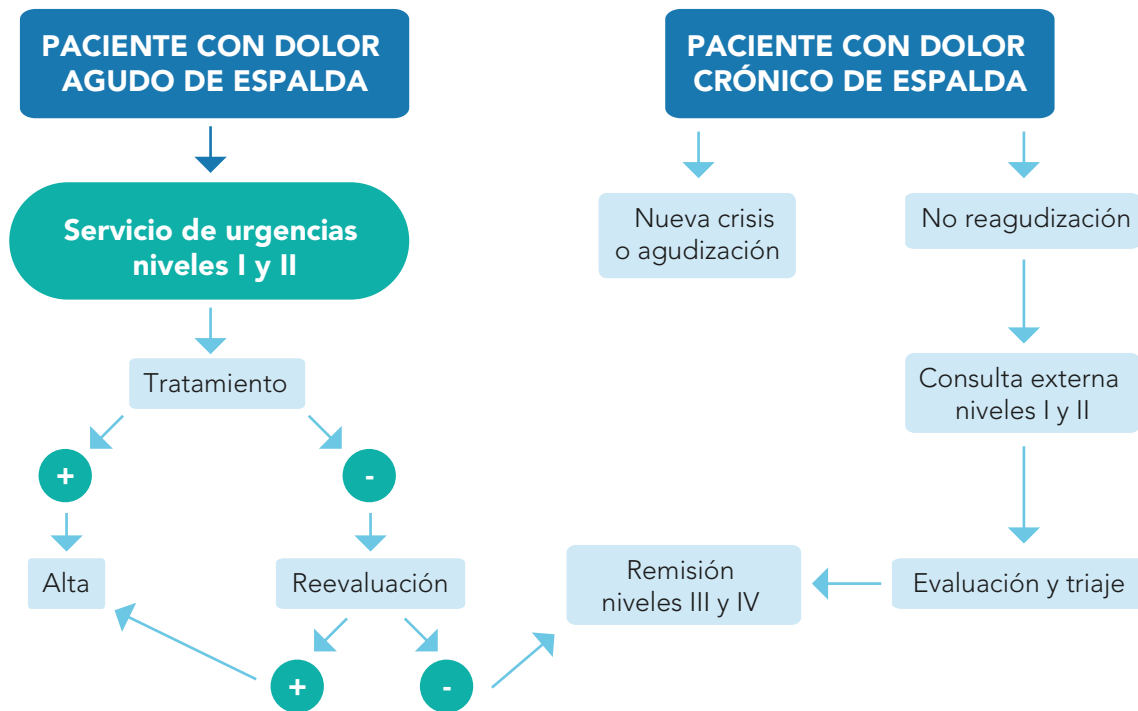 PACIENTE CON DOLOR
AGUDO DE ESPALDA
PACIENTE CON DOLOR
CRÓNICO DE ESPALDA
Servicio de urgencias
niveles I y II
Nueva crisis
o agudización
No reagudización
Tratamiento
Consulta externa
niveles I y II
+
-
Alta
Reevaluación
Remisión
niveles III y IV
Evaluación y triaje
+
-